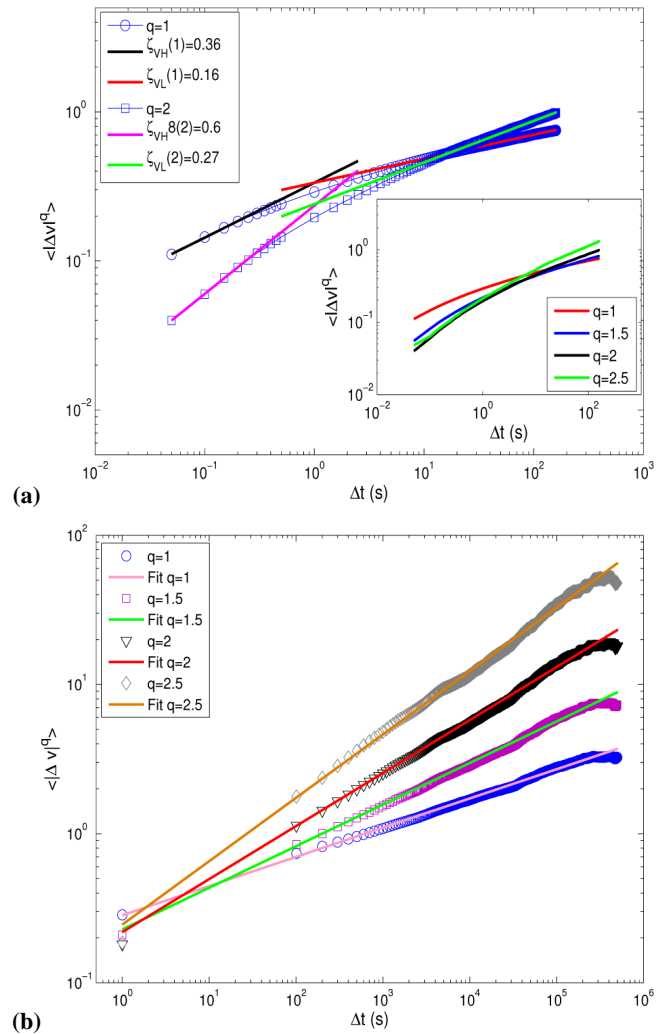 q=1
ζVH(1)=0.36
ζVL(1)=0.16
q=2
ζVH8(2)=0.6
ζVL(2)=0.27
10^0
10^-1
10^-2
<|Δv|^q>
10^-2 10^-1 10^0 10^1 10^2 10^3
Δt (s)
10^0
10^-1
10^-2
<|Δv|^q>
q=1
q=1.5
q=2
q=2.5
10^-2 10^0 10^2
Δt (s)
(a)
10^2
10^1
10^0
10^-1
<|Δ v|^q>
q=1
Fit q=1
q=1.5
Fit q=1.5
q=2
Fit q=2
q=2.5
Fit q=2.5
10^0 10^1 10^2 10^3 10^4 10^5 10^6
Δt (s)
(b)